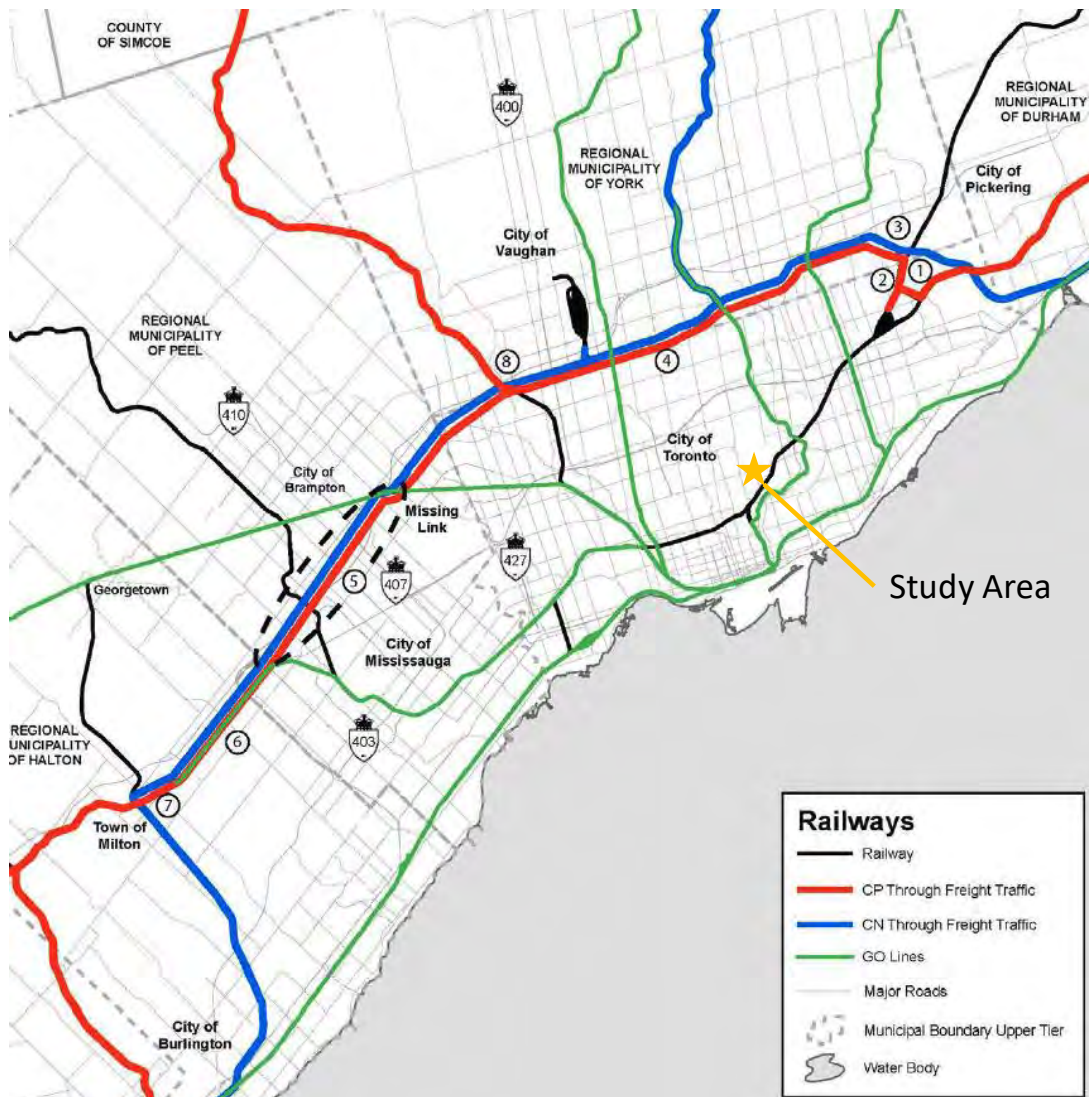 COUNTY
OF SIMCOE
400
REGIONAL
MUNICIPALITY
OF DURHAM
REGIONAL
MUNICIPALITY
OF YORK
City of
Pickering
City of
Vaughan
3
1
2
REGIONAL
MUNICIPALITY
OF PEEL
8
4
410
City of
Toronto
City of
Brampton
Missing
Link
427
5
407
Georgetown
Study Area
City of
Mississauga
6
403
REGIONAL
UNICIPALITY
OF HALTON
7
Town of
Milton
City of
Burlington
Railways
Railway
CP Through Freight Traffic
CN Through Freight Traffic
GO Lines
Major Roads
Municipal Boundary Upper Tier
Water Body